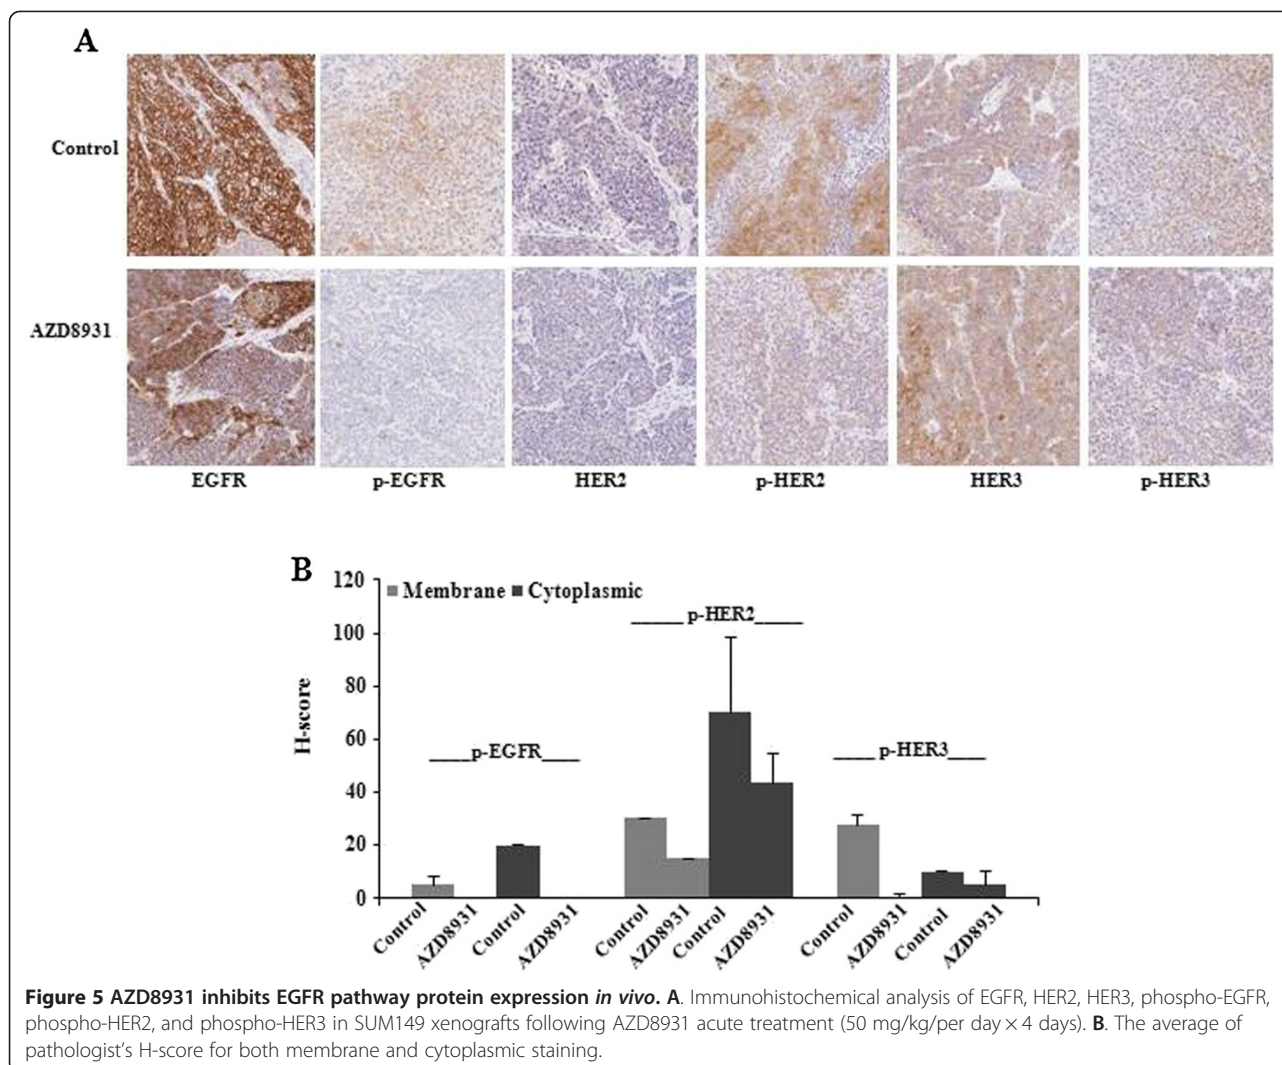 A
Control
AZD8931
EGFR p-EGFR HER2 p-HER2 HER3 p-HER3
B
H-score
120
100
80
60
40
20
0
Membrane Cytoplasmic
p-EGFR
p-HER2
p-HER3
Control AZD8931 Control AZD8931 Control AZD8931 Control AZD8931 Control AZD8931 Control AZD8931
Figure 5 AZD8931 inhibits EGFR pathway protein expression in vivo. A. Immunohistochemical analysis of EGFR, HER2, HER3, phospho-EGFR,
phospho-HER2, and phospho-HER3 in SUM149 xenografts following AZD8931 acute treatment (50 mg/kg/per day × 4 days). B. The average of
pathologist's H-score for both membrane and cytoplasmic staining.